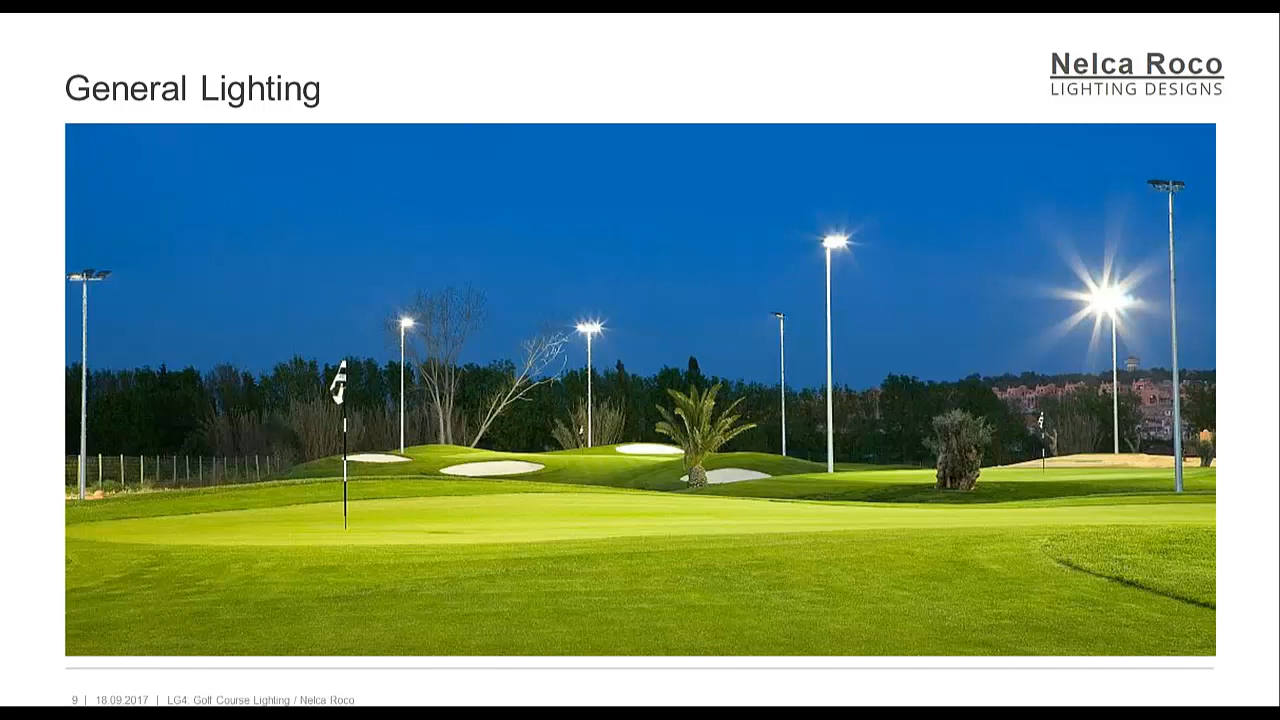 General Lighting
Nelca Roco
LIGHTING DESIGNS
9 | 18.09.2017 | LG4: Golf Course Lighting / Nelca Roco